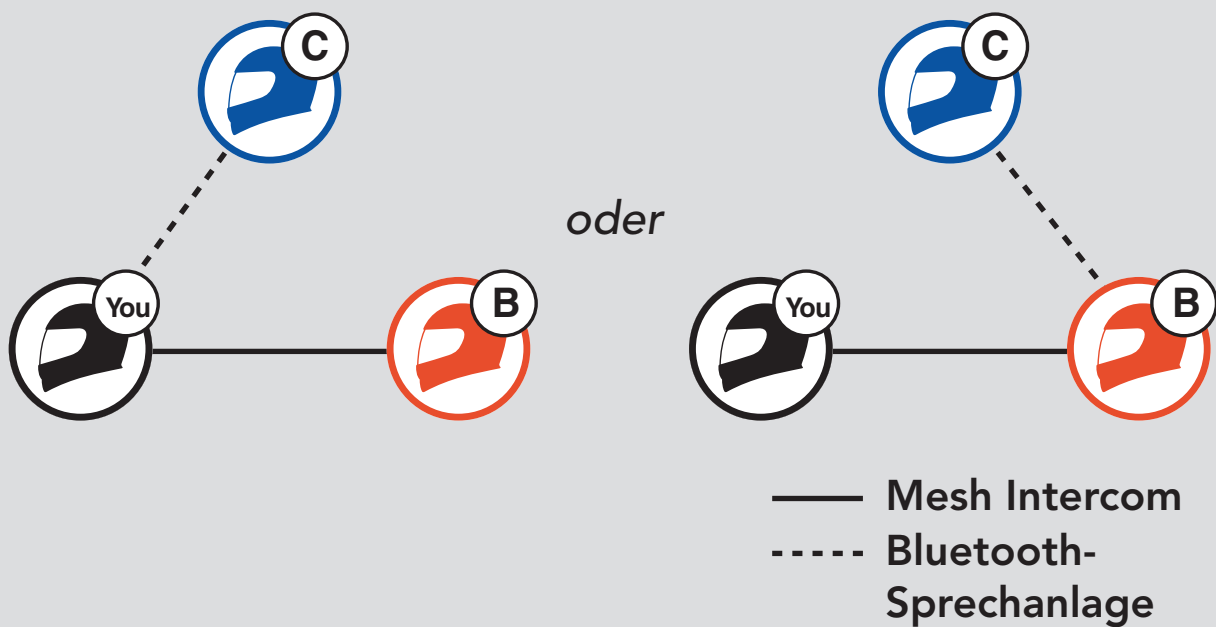 C
C
oder
You
B
You
B
Mesh Intercom
Bluetooth-
Sprechanlage